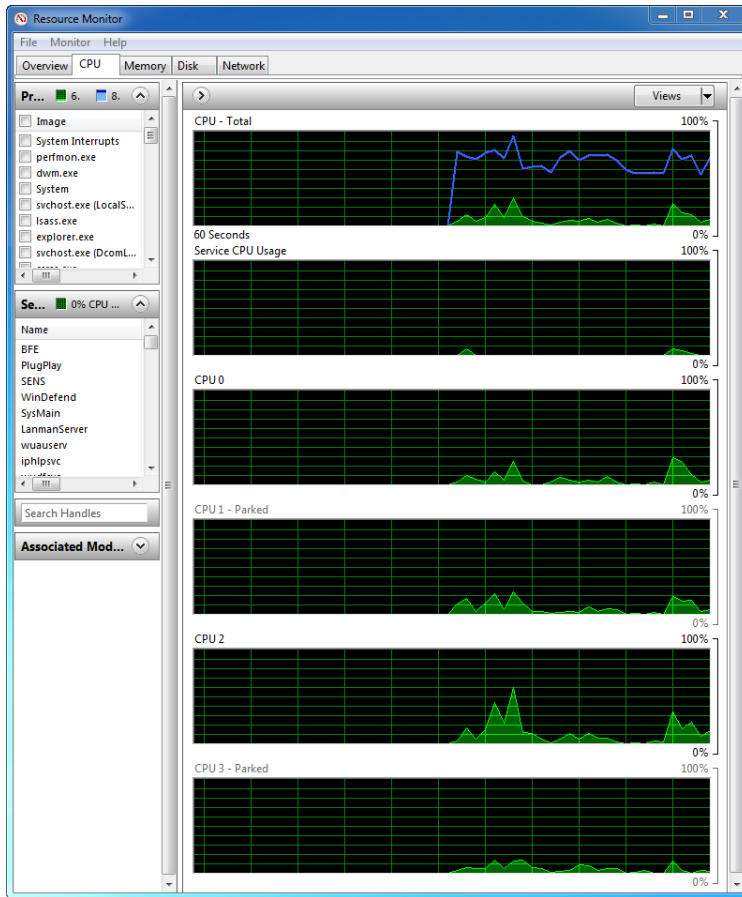 Resource Monitor
File Monitor Help
Overview CPU Memory Disk Network
Pr... 6. 8.
Image
System Interrupts
perfmon.exe
dwm.exe
System
svchost.exe (LocalS...
lsass.exe
explorer.exe
svchost.exe (DcomL...
Se... 0% CPU ...
Name
BFE
PlugPlay
SENS
WinDefend
SysMain
LanmanServer
wuauserv
iphlpsvc
Search Handles
Associated Mod...
Views
CPU - Total 100%
60 Seconds 0%
Service CPU Usage 100%
0%
CPU 0 100%
0%
CPU 1 - Parked 100%
0%
CPU 2 100%
0%
CPU 3 - Parked 100%
0%